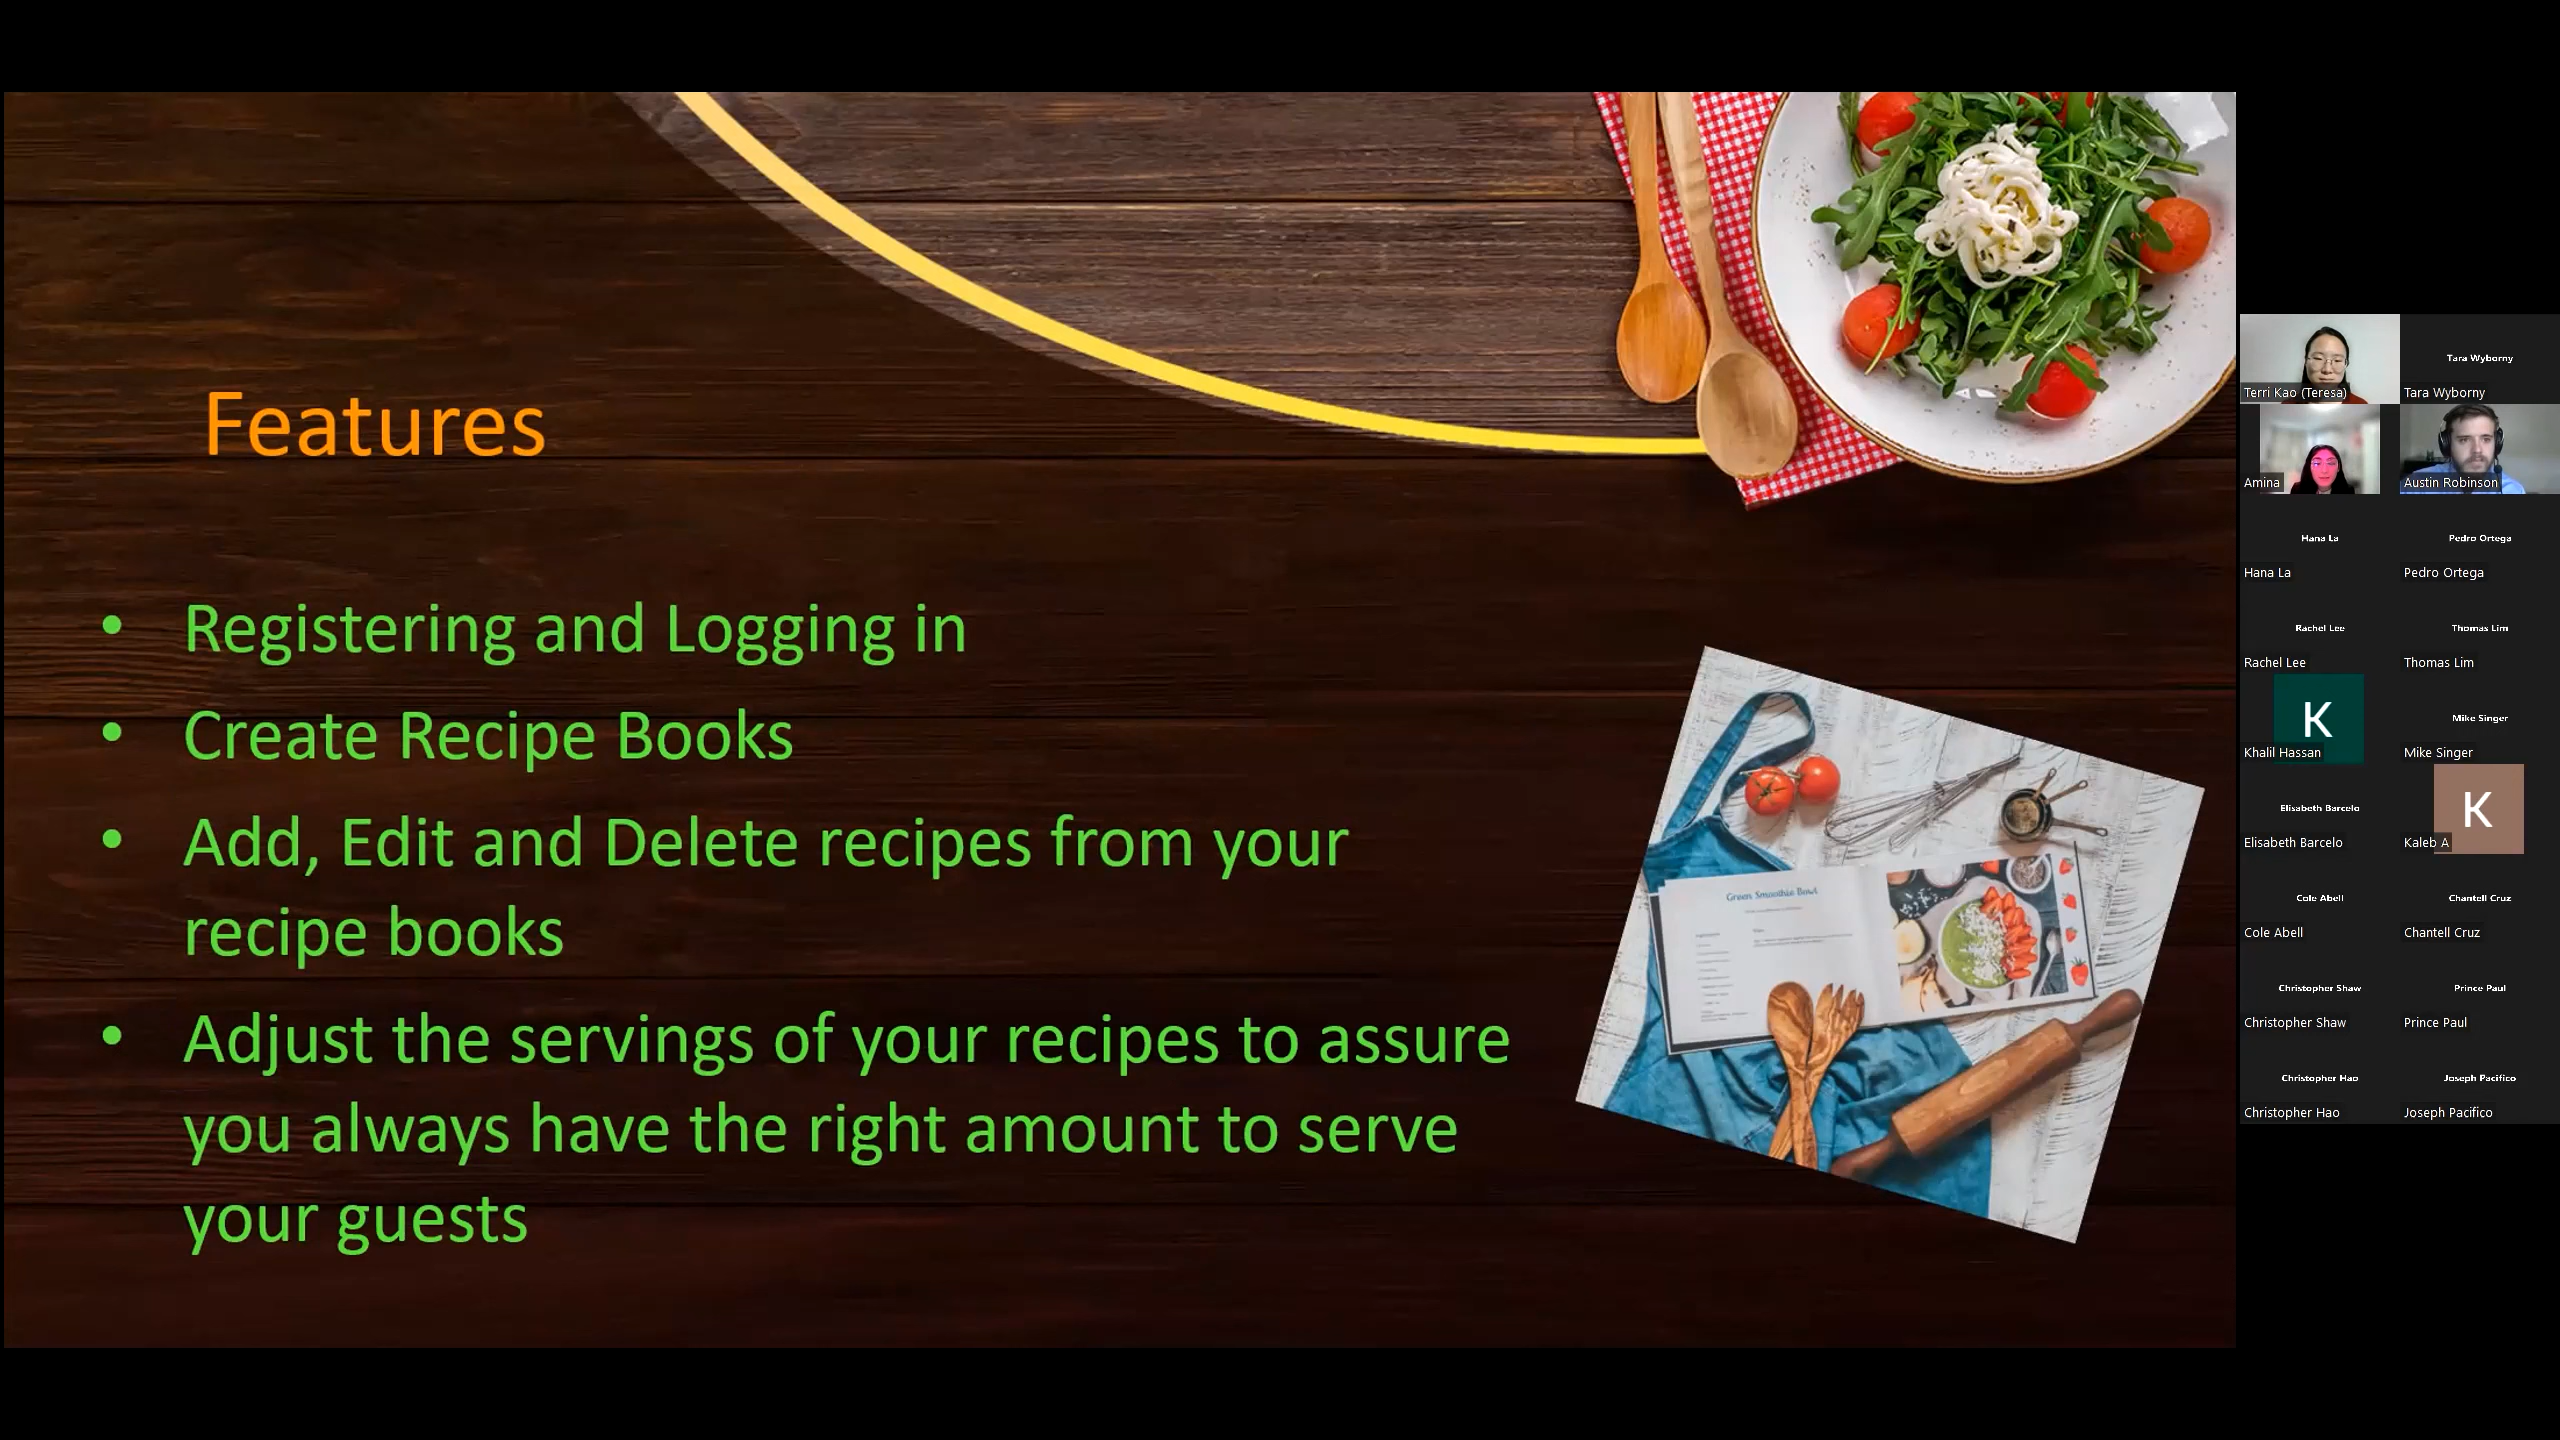 Features
• Registering and Logging in
• Create Recipe Books
• Add, Edit and Delete recipes from your
recipe books
• Adjust the servings of your recipes to assure
you always have the right amount to serve
your guests
Green Smoothie Bowl
Terri Kao (Teresa)
Tara Wyborny
Tara Wyborny
Amina
Austin Robinson
Hana La
Hana La
Pedro Ortega
Pedro Ortega
Rachel Lee
Rachel Lee
Thomas Lim
Thomas Lim
K
Khalil Hassan
Mike Singer
Mike Singer
Elisabeth Barcelo
Elisabeth Barcelo
K
Kaleb A
Cole Abell
Cole Abell
Chantell Cruz
Chantell Cruz
Christopher Shaw
Christopher Shaw
Prince Paul
Prince Paul
Christopher Hao
Christopher Hao
Joseph Pacifico
Joseph Pacifico